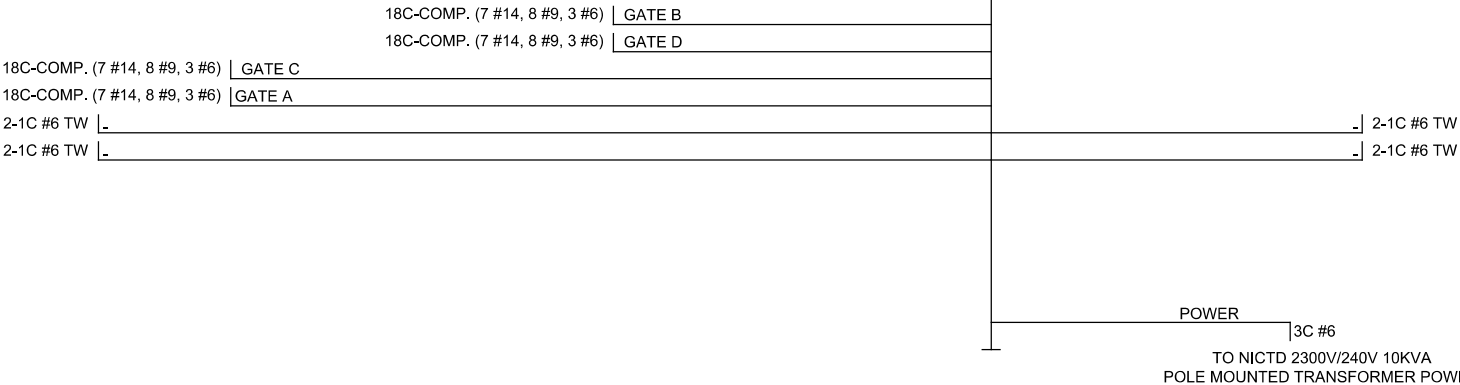 18C-COMP. (7 #14, 8 #9, 3 #6) GATE B
18C-COMP. (7 #14, 8 #9, 3 #6) GATE D
18C-COMP. (7 #14, 8 #9, 3 #6) GATE C
18C-COMP. (7 #14, 8 #9, 3 #6) GATE A
2-1C #6 TW - - 2-1C #6 TW
2-1C #6 TW - - 2-1C #6 TW
POWER
3C #6
TO NICTD 2300V/240V 10KVA
POLE MOUNTED TRANSFORMER